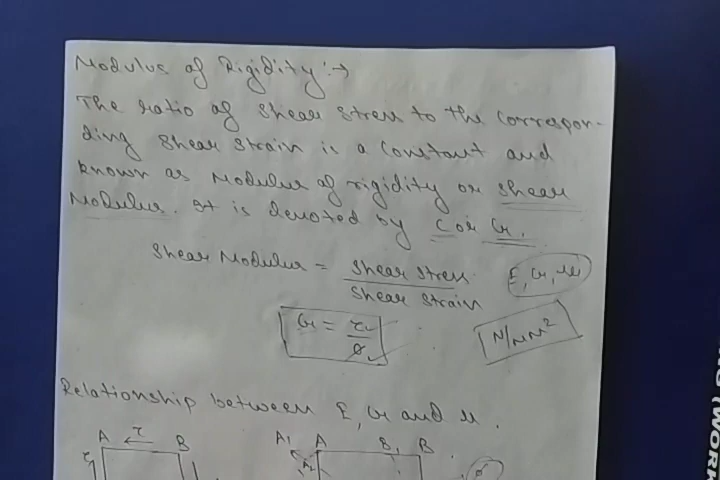 Modulus of Rigidity :→
The ratio of shear stress to the correspon-
ding shear strain is a constant and
known as modulus of rigidity or shear
Modulus. It is denoted by C or G.
Shear Modulus = Shear Stress / Shear Strain
E, G, μ
G = τ / φ
N/mm²
Relationship between E, G and μ.
A τ B A1 A B1 B
τ A2 φ
(WORK